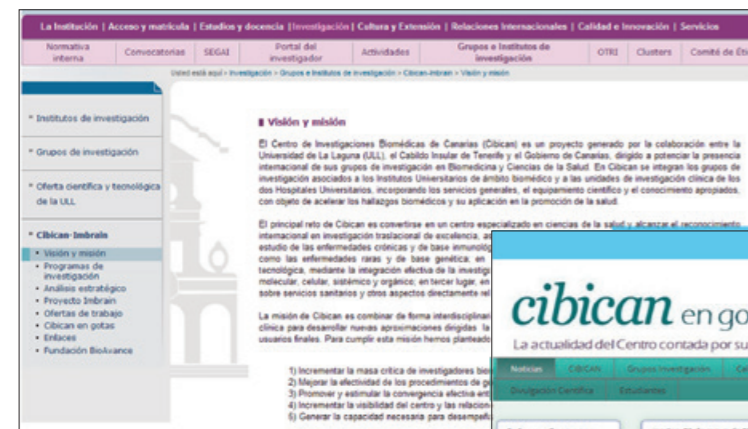 La Institución | Acceso y matrícula | Estudios y docencia | Investigación | Cultura y Extensión | Relaciones Internacionales | Calidad e Innovación | Servicios
Normativa interna
Convocatorias
SEGAI
Portal del investigador
Actividades
Grupos e Institutos de investigación
OTRI
Clusters
Comité de Éti
Usted está aquí > Investigación > Grupos e Institutos de investigación > Cibican-Imbrain > Visión y misión
Institutos de investigación
Grupos de investigación
Oferta científica y tecnológica
de la ULL
Cibican-Imbrain
Visión y misión
Programas de
investigación
Análisis estratégico
Proyecto Imbrain
Ofertas de trabajo
Cibican en gotas
Enlaces
Fundación BioAvance
Visión y misión
El Centro de Investigaciones Biomédicas de Canarias (Cibican) es un proyecto generado por la colaboración entre la
Universidad de La Laguna (ULL), el Cabildo Insular de Tenerife y el Gobierno de Canarias, dirigido a potenciar la presencia
internacional de sus grupos de investigación en Biomedicina y Ciencias de la Salud. En Cibican se integran los grupos de
investigación asociados a los Institutos Universitarios de ámbito biomédico y a las unidades de investigación clínica de los
dos Hospitales Universitarios, incorporando los servicios generales, el equipamiento científico y el conocimiento apropiados,
con objeto de acelerar los hallazgos biomédicos y su aplicación en la promoción de la salud.
El principal reto de Cibican es convertirse en un centro especializado en ciencias de la salud y alcanzar el reconocimiento
internacional en investigación traslacional de excelencia,
estudio de las enfermedades crónicas y de base inmunológ
como las enfermedades raras y de base genética; en
tecnológica, mediante la integración efectiva de la investig
molecular, celular, sistémico y orgánico; en tercer lugar, en
sobre servicios sanitarios y otros aspectos directamente rel
La misión de Cibican es combinar de forma interdisciplinar
clínica para desarrollar nuevas aproximaciones dirigidas la
usuarios finales. Para cumplir esta misión hemos planteado
1) Incrementar la masa crítica de investigadores bio
2) Mejorar la efectividad de los procedimientos de g
3) Promover y estimular la convergencia efectiva ent
4) Incrementar la visibilidad del centro y las relacion
5) Generar la capacidad necesaria para desempeñ
cibican en go
La actualidad del Centro contada por su
Noticias
CIBICAN
Grupos Investigación
Divulgación Científica
Estudiantes